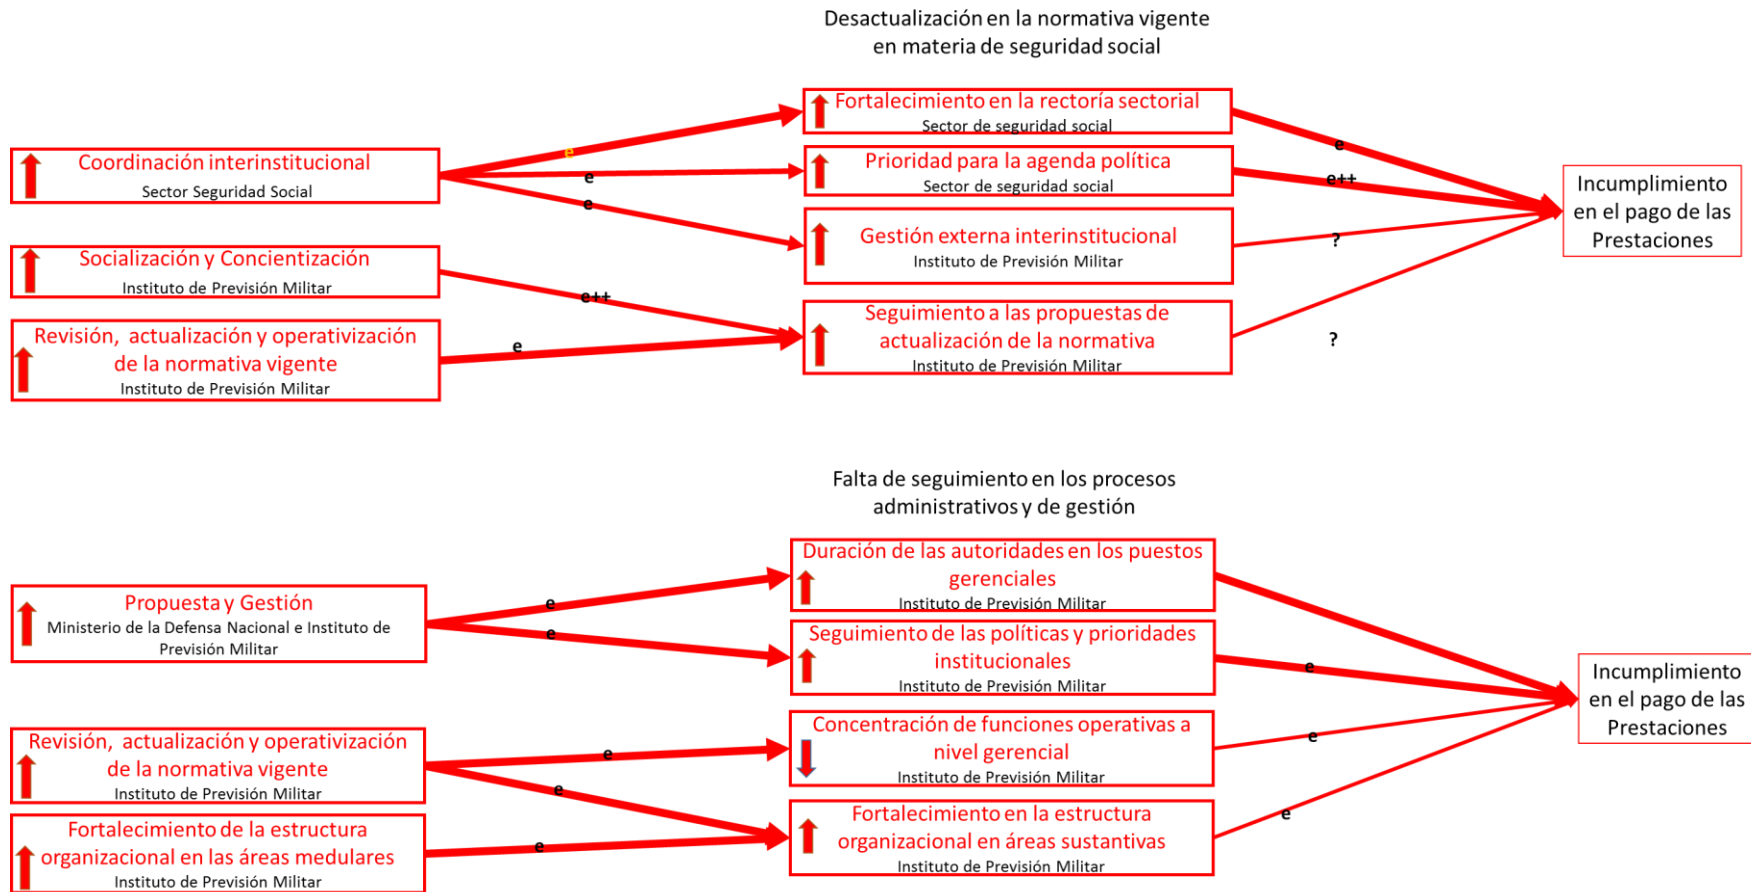 Desactualización en la normativa vigente
en materia de seguridad social
Fortalecimiento en la rectoría sectorial
Sector de seguridad social
e
e
Coordinación interinstitucional
Sector Seguridad Social
Prioridad para la agenda política
Sector de seguridad social
e
e++
Incumplimiento
en el pago de las
Prestaciones
e
Gestión externa interinstitucional
Instituto de Previsión Militar
?
Socialización y Concientización
Instituto de Previsión Militar
e++
Seguimiento a las propuestas de
actualización de la normativa
Instituto de Previsión Militar
?
Revisión, actualización y operativización
de la normativa vigente
Instituto de Previsión Militar
e
Falta de seguimiento en los procesos
administrativos y de gestión
Duración de las autoridades en los puestos
gerenciales
Instituto de Previsión Militar
Propuesta y Gestión
Ministerio de la Defensa Nacional e Instituto de
Previsión Militar
e
e
Seguimiento de las políticas y prioridades
institucionales
Instituto de Previsión Militar
e
Incumplimiento
en el pago de las
Prestaciones
Revisión, actualización y operativización
de la normativa vigente
Instituto de Previsión Militar
e
e
Concentración de funciones operativas a
nivel gerencial
Instituto de Previsión Militar
e
Fortalecimiento de la estructura
organizacional en las áreas medulares
Instituto de Previsión Militar
e
Fortalecimiento en la estructura
organizacional en áreas sustantivas
Instituto de Previsión Militar
e